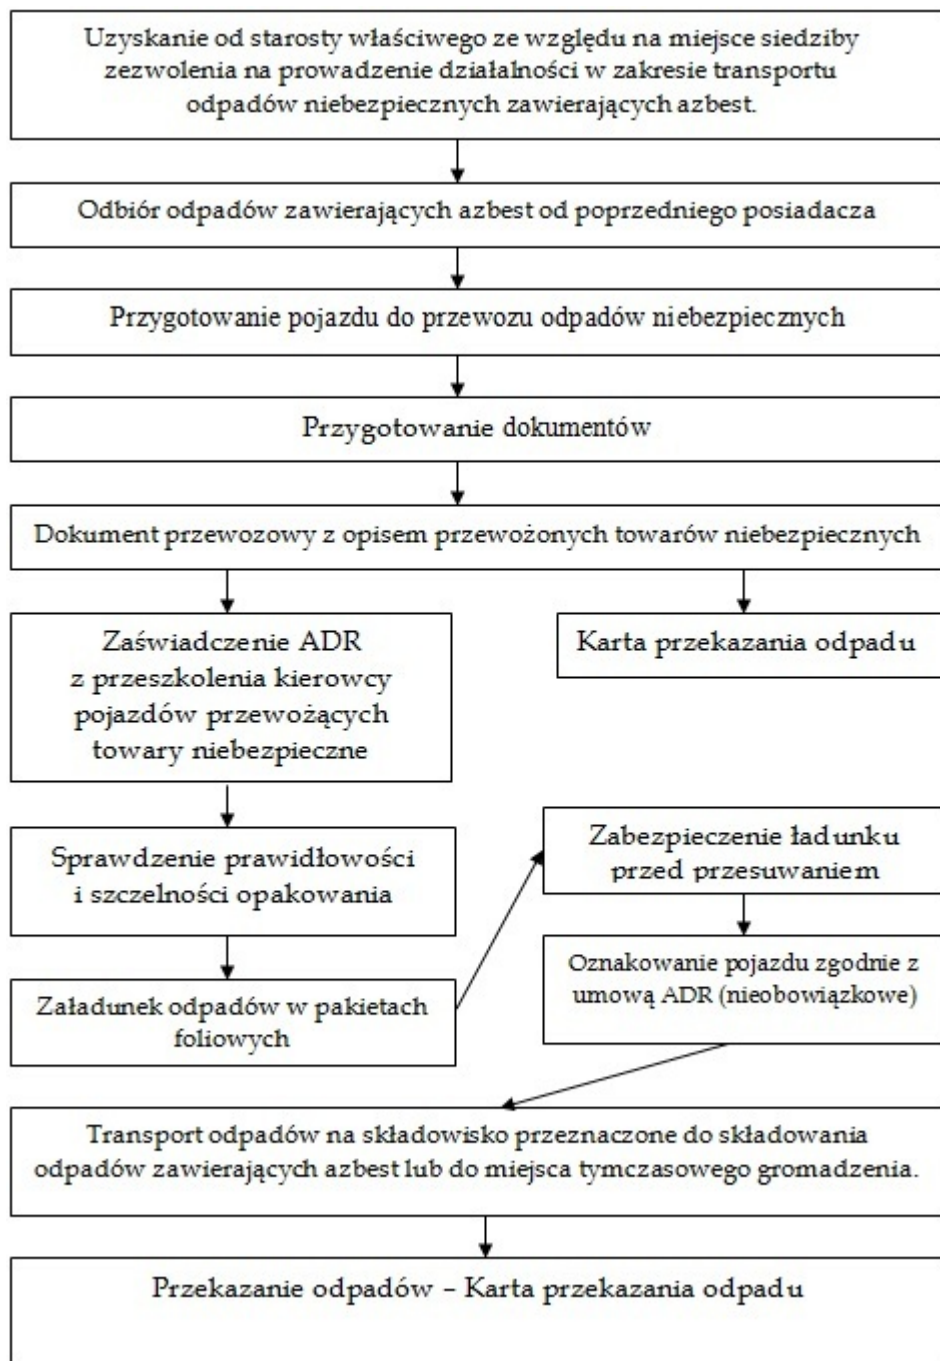 Uzyskanie od starosty właściwego ze względu na miejsce siedziby
zezwolenia na prowadzenie działalności w zakresie transportu
odpadów niebezpiecznych zawierających azbest.
Odbiór odpadów zawierających azbest od poprzedniego posiadacza
Przygotowanie pojazdu do przewozu odpadów niebezpiecznych
Przygotowanie dokumentów
Dokument przewozowy z opisem przewożonych towarów niebezpiecznych
Zaświadczenie ADR
z przeszkolenia kierowcy
pojazdów przewożących
towary niebezpieczne
Karta przekazania odpadu
Sprawdzenie prawidłowości
i szczelności opakowania
Załadunek odpadów w pakietach
foliowych
Zabezpieczenie ładunku
przed przesuwaniem
Oznakowanie pojazdu zgodnie z
umową ADR (nieobowiązkowe)
Transport odpadów na składowisko przeznaczone do składowania
odpadów zawierających azbest lub do miejsca tymczasowego gromadzenia.
Przekazanie odpadów – Karta przekazania odpadu